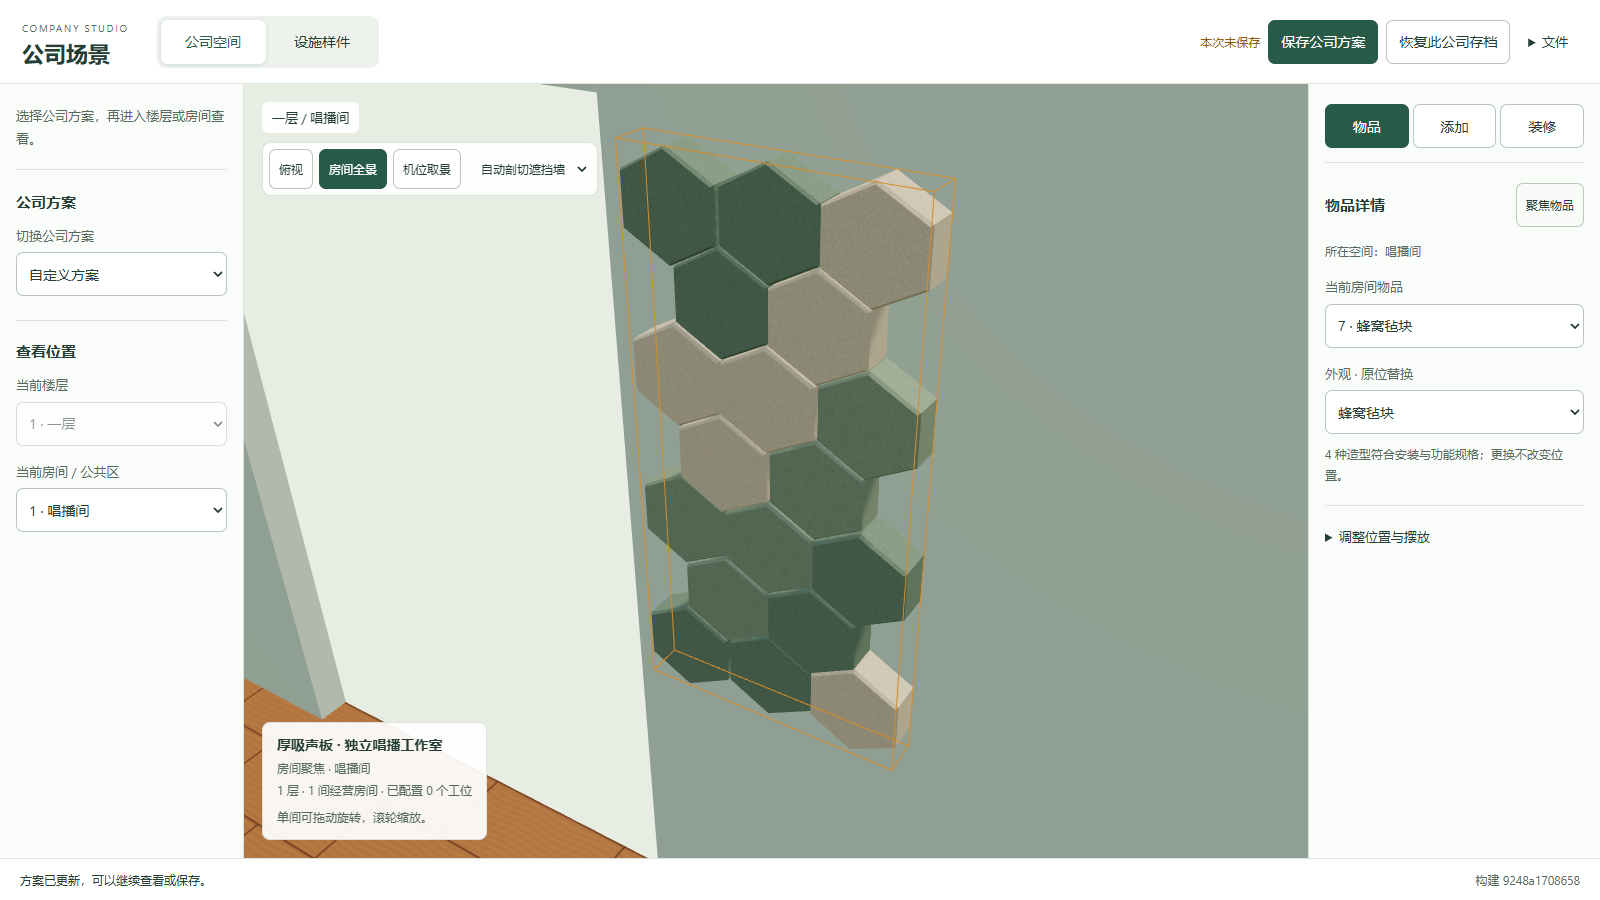 COMPANY STUDIO
公司场景
公司空间
设施样件
本次未保存
保存公司方案
恢复此公司存档
文件
选择公司方案，再进入楼层或房间查
看。
公司方案
切换公司方案
自定义方案
查看位置
当前楼层
1 · 一层
当前房间 / 公共区
1 · 唱播间
一层 / 唱播间
俯视
房间全景
机位取景
自动剖切遮挡墙
厚吸声板 · 独立唱播工作室
房间聚焦 · 唱播间
1 层 · 1 间经营房间 · 已配置 0 个工位
单间可拖动旋转，滚轮缩放。
物品
添加
装修
物品详情
聚焦物品
所在空间：唱播间
当前房间物品
7 · 蜂窝毡块
外观 · 原位替换
蜂窝毡块
4 种造型符合安装与功能规格；更换不改变位
置。
调整位置与摆放
方案已更新，可以继续查看或保存。
构建 9248a1708658